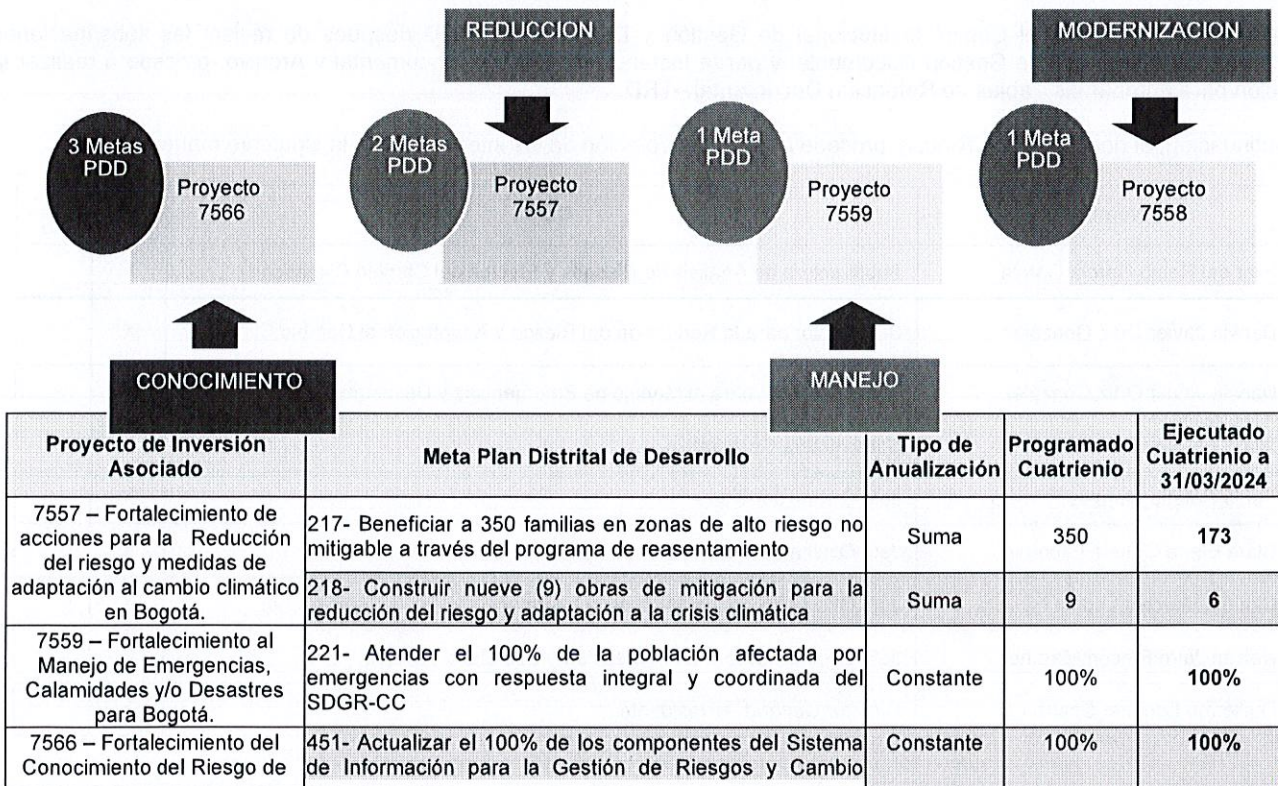 REDUCCION
MODERNIZACION
3 Metas
PDD
Proyecto
7566
2 Metas
PDD
Proyecto
7557
1 Meta
PDD
Proyecto
7559
1 Meta
PDD
Proyecto
7558
CONOCIMIENTO
MANEJO
Proyecto de Inversión
Asociado
Meta Plan Distrital de Desarrollo
Tipo de
Anualización
Programado
Cuatrienio
Ejecutado
Cuatrienio a
31/03/2024
7557 – Fortalecimiento de
acciones para la Reducción
del riesgo y medidas de
adaptación al cambio climático
en Bogotá.
217- Beneficiar a 350 familias en zonas de alto riesgo no
mitigable a través del programa de reasentamiento
Suma
350
173
218- Construir nueve (9) obras de mitigación para la
reducción del riesgo y adaptación a la crisis climática
Suma
9
6
7559 – Fortalecimiento al
Manejo de Emergencias,
Calamidades y/o Desastres
para Bogotá.
221- Atender el 100% de la población afectada por
emergencias con respuesta integral y coordinada del
SDGR-CC
Constante
100%
100%
7566 – Fortalecimiento del
Conocimiento del Riesgo de
451- Actualizar el 100% de los componentes del Sistema
de Información para la Gestión de Riesgos y Cambio
Constante
100%
100%